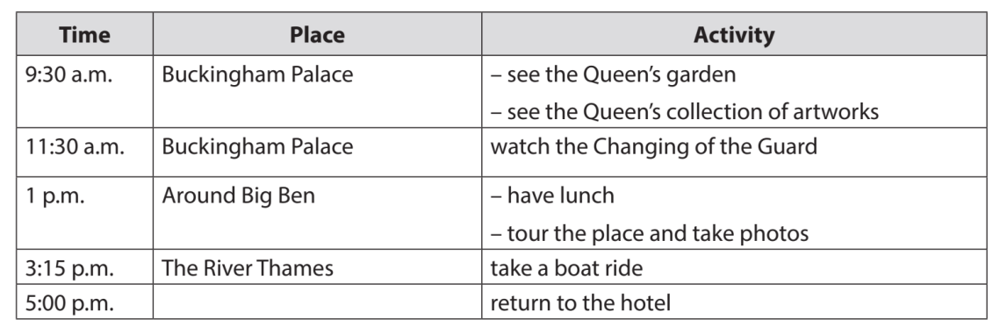 Time Place Activity
9:30 a.m. Buckingham Palace – see the Queen’s garden
– see the Queen’s collection of artworks
11:30 a.m. Buckingham Palace watch the Changing of the Guard
1 p.m. Around Big Ben – have lunch
– tour the place and take photos
3:15 p.m. The River Thames take a boat ride
5:00 p.m. return to the hotel